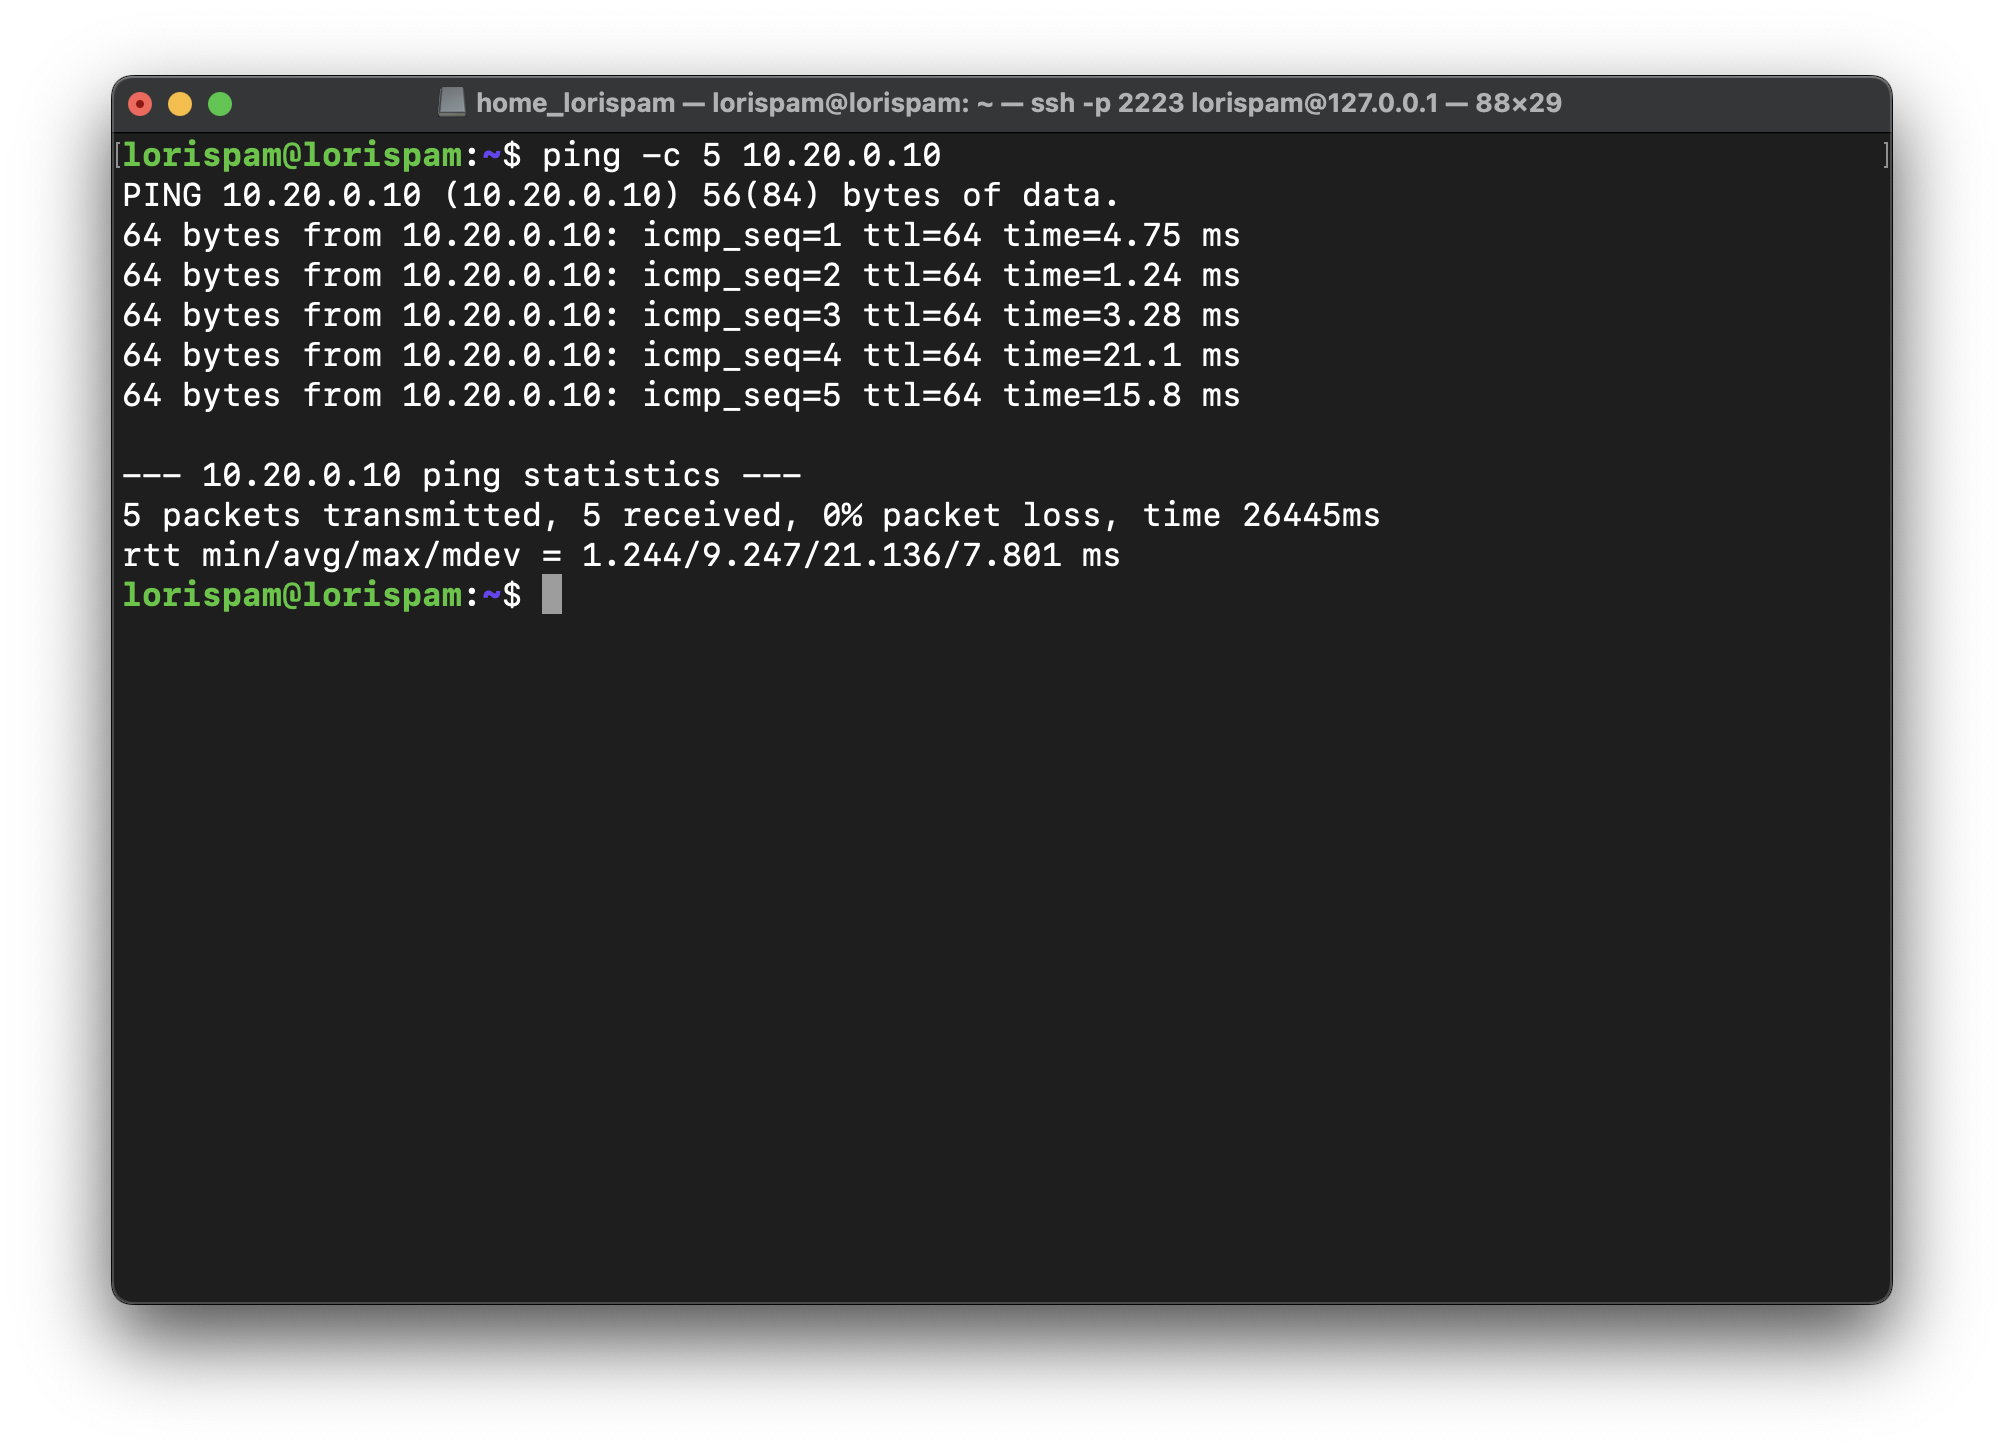 home_lorispam — lorispam@lorispam: ~ — ssh -p 2223 lorispam@127.0.0.1 — 88×29
[lorispam@lorispam:~$ ping -c 5 10.20.0.10 ]
PING 10.20.0.10 (10.20.0.10) 56(84) bytes of data.
64 bytes from 10.20.0.10: icmp_seq=1 ttl=64 time=4.75 ms
64 bytes from 10.20.0.10: icmp_seq=2 ttl=64 time=1.24 ms
64 bytes from 10.20.0.10: icmp_seq=3 ttl=64 time=3.28 ms
64 bytes from 10.20.0.10: icmp_seq=4 ttl=64 time=21.1 ms
64 bytes from 10.20.0.10: icmp_seq=5 ttl=64 time=15.8 ms
--- 10.20.0.10 ping statistics ---
5 packets transmitted, 5 received, 0% packet loss, time 26445ms
rtt min/avg/max/mdev = 1.244/9.247/21.136/7.801 ms
lorispam@lorispam:~$